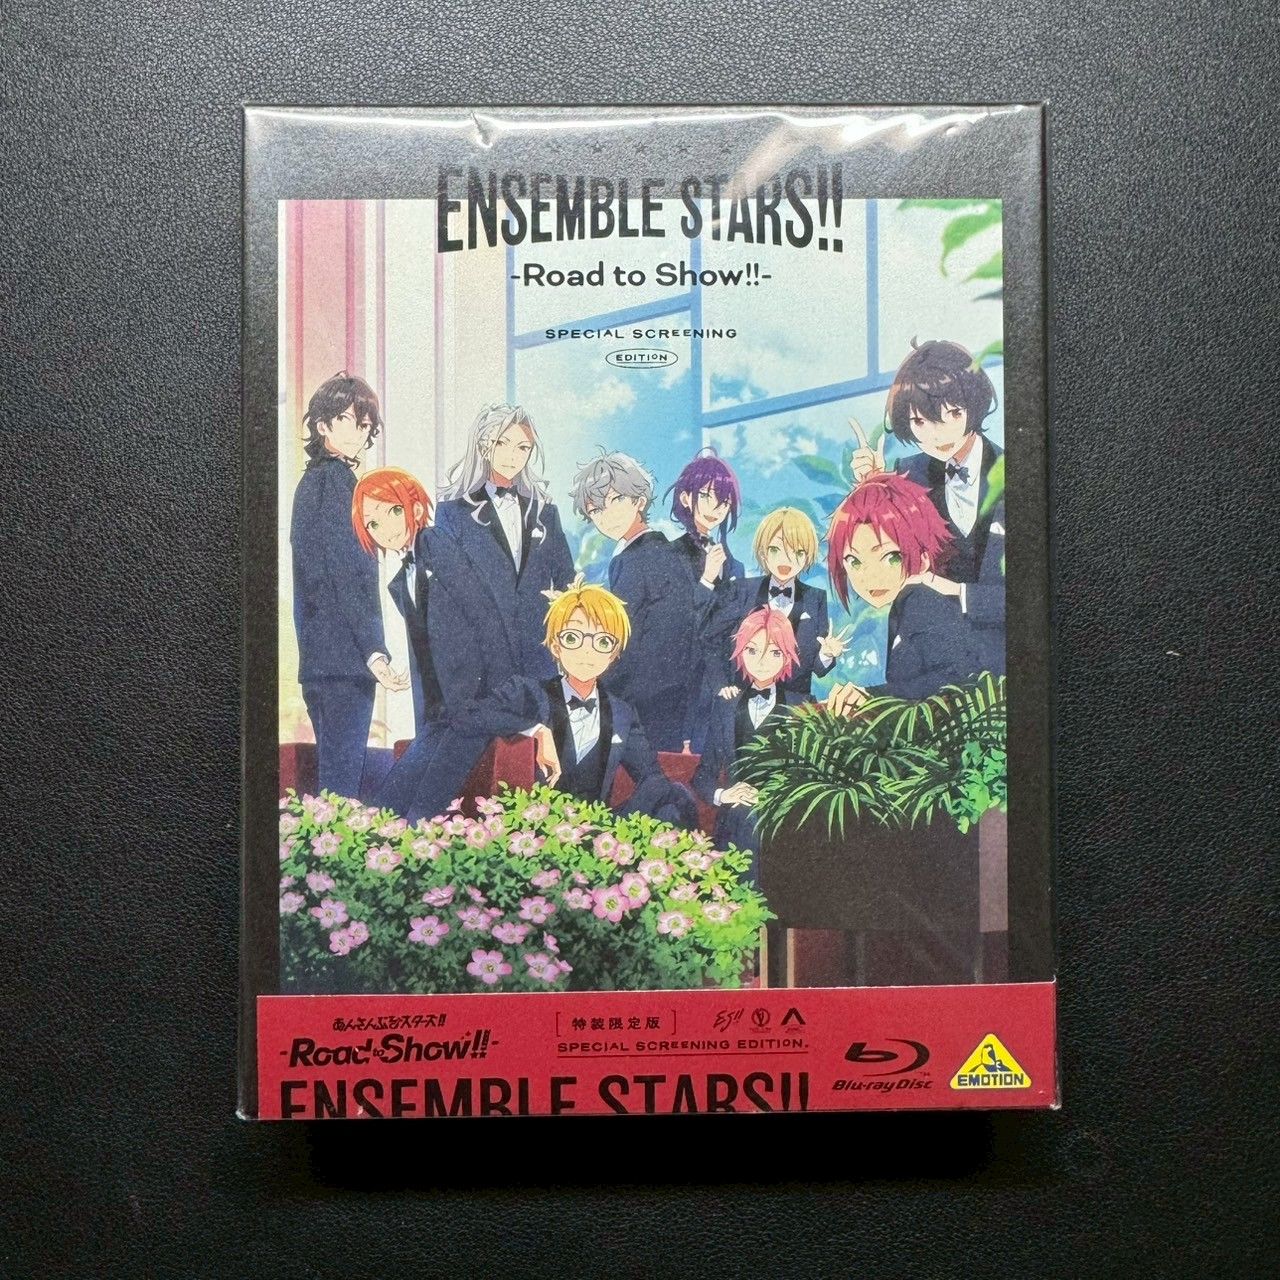 ENSEMBLE STARS!!
-Road to Show!!-
SPECIAL SCREENING
EDITION
あんさんぶるスターズ!!
-Road to Show!!-
[特装限定版]
SPECIAL SCREENING EDITION.
ES!!
Blu-ray Disc
EMOTION
ENSEMBLE STARS!!